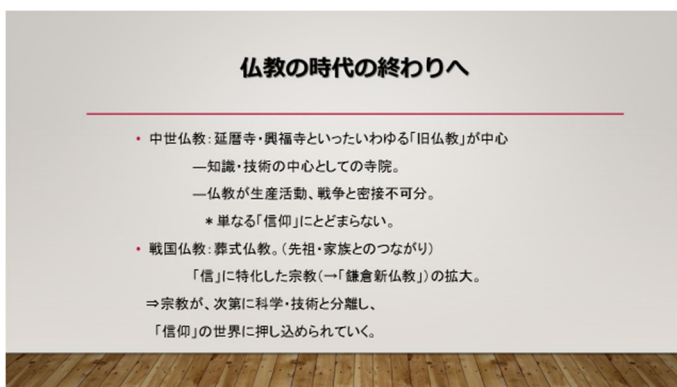 仏教の時代の終わりへ
• 中世仏教：延暦寺・興福寺といったいわゆる「旧仏教」が中心
―知識・技術の中心としての寺院。
―仏教が生産活動、戦争と密接不可分。
＊単なる「信仰」にとどまらない。
• 戦国仏教：葬式仏教。（先祖・家族とのつながり）
「信」に特化した宗教（→「鎌倉新仏教」）の拡大。
⇒宗教が、次第に科学・技術と分離し、
「信仰」の世界に押し込められていく。